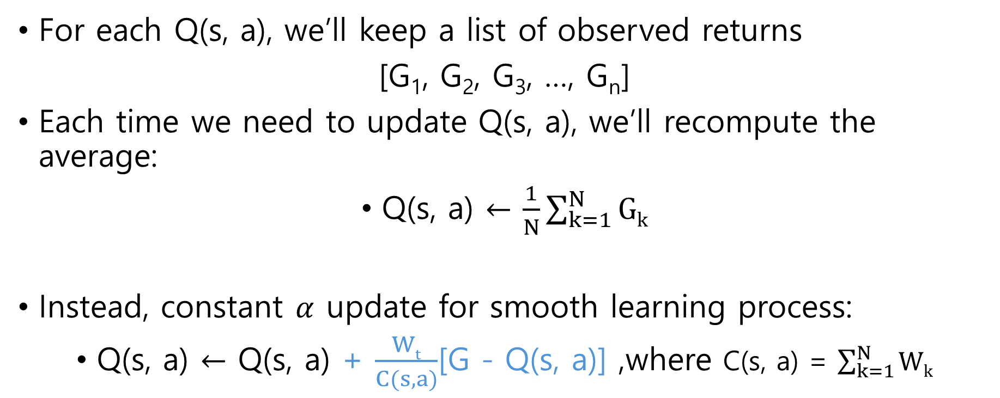 • For each Q(s, a), we’ll keep a list of observed returns
[G₁, G₂, G₃, …, Gₙ]
• Each time we need to update Q(s, a), we’ll recompute the
average:
• Q(s, a) ← \frac{1}{N} \sum_{k=1}^{N} G_k
• Instead, constant α update for smooth learning process:
• Q(s, a) ← Q(s, a) + \frac{W_t}{C(s,a)} [G - Q(s, a)] ,where C(s, a) = \sum_{k=1}^{N} W_k